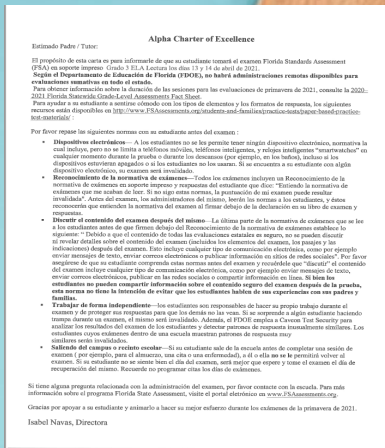 Alpha Charter of Excellence
Estimado Padre / Tutor:
El propósito de esta carta es para informarle de que su estudiante tomará el examen Florida Standards Assessment
(FSA) en soporte impreso Grado 3 ELA Lectura los días 13 y 14 de abril de 2021.
Según el Departamento de Educación de Florida (FDOE), no habrá administraciones remotas disponibles para
evaluaciones sumativas en todo el estado.
Para obtener información sobre la duración de las sesiones para las evaluaciones de primavera de 2021, consulte la 2020–
2021 Florida Statewide Grade-Level Assessments Fact Sheet.
Para ayudar a su estudiante a sentirse cómodo con los tipos de elementos y los formatos de respuesta, los siguientes
recursos están disponibles en http://www.FSAssessments.org/students-and-families/practice-tests/paper-based-practice-
test-materials/ :
Por favor repase las siguientes normas con su estudiante antes del examen :
• Dispositivos electrónicos— A los estudiantes no se les permite tener ningún dispositivo electrónico, normativa la
cual incluye, pero no se limita a teléfonos móviles, teléfonos inteligentes, y relojes inteligentes "smartwatches" en
cualquier momento durante la prueba o durante los descansos (por ejemplo, en los baños), incluso si los
dispositivos estuvieran apagados o si los estudiantes no los usaran. Si se encuentra a su estudiante con algún
dispositivo electrónico, su examen será invalidado.
• Reconocimiento de la normativa de exámenes—Todos los exámenes incluyen un Reconocimiento de la
normativa de exámenes en soporte impreso y respuestas del estudiante que dice: "Entiendo la normativa de
exámenes que me acaban de leer. Si no sigo estas normas, la puntuación de mi examen puede resultar
invalidada". Antes del examen, los administradores del mismo, leerán las normas a los estudiantes, y éstos
reconocerán que entienden la normativa del examen al firmar debajo de la declaración en su libro de examen y
respuestas.
• Discutir el contenido del examen después del mismo—La última parte de la normativa de exámenes que se lee
a los estudiantes antes de que firmen debajo del Reconocimiento de la normativa de exámenes establece lo
siguiente: " Debido a que el contenido de todas las evaluaciones estatales es seguro, no se pueden discutir
ni revelar detalles sobre el contenido del examen (incluidos los elementos del examen, los pasajes y las
indicaciones) después del examen. Esto incluye cualquier tipo de comunicación electrónica, como por ejemplo
enviar mensajes de texto, enviar correos electrónicos o publicar información en sitios de redes sociales". Por favor
asegúrese de que su estudiante comprenda estas normas antes del examen y recuérdele que "discutir" el contenido
del examen incluye cualquier tipo de comunicación electrónica, como por ejemplo enviar mensajes de texto,
enviar correos electrónicos, publicar en las redes sociales o compartir información en línea. Si bien los
estudiantes no pueden compartir información sobre el contenido seguro del examen después de la prueba,
esta norma no tiene la intención de evitar que los estudiantes hablen de sus experiencias con sus padres y
familias.
• Trabajar de forma independiente—los estudiantes son responsables de hacer su propio trabajo durante el
examen y de proteger sus respuestas para que los demás no las vean. Si se sorprende a algún estudiante haciendo
trampa durante un examen, el mismo será invalidado. Además, el FDOE emplea a Caveon Test Security para
analizar los resultados del examen de los estudiantes y detectar patrones de respuesta inusualmente similares. Los
estudiantes cuyos exámenes dentro de una escuela muestran patrones de respuesta muy
similares serán invalidados.
• Saliendo del campus o recinto escolar—Si su estudiante sale de la escuela antes de completar una sesión de
examen ( por ejemplo, para el almuerzo, una cita o una enfermedad), a él o ella no se le permitirá volver al
examen. Si su estudiante no se siente bien el día del examen, será mejor que espere y tome el examen el día de
recuperación del mismo. Recuerde no programar citas los días de exámenes.
Si tiene alguna pregunta relacionada con la administración del examen, por favor contacte con la escuela. Para más
información sobre el programa Florida State Assessment, visite el portal eletrónico en www.FSAssessments.org.
Gracias por apoyar a su estudiante y animarlo a hacer su mejor esfuerzo durante los exámenes de la primavera de 2021.
Isabel Navas, Directora